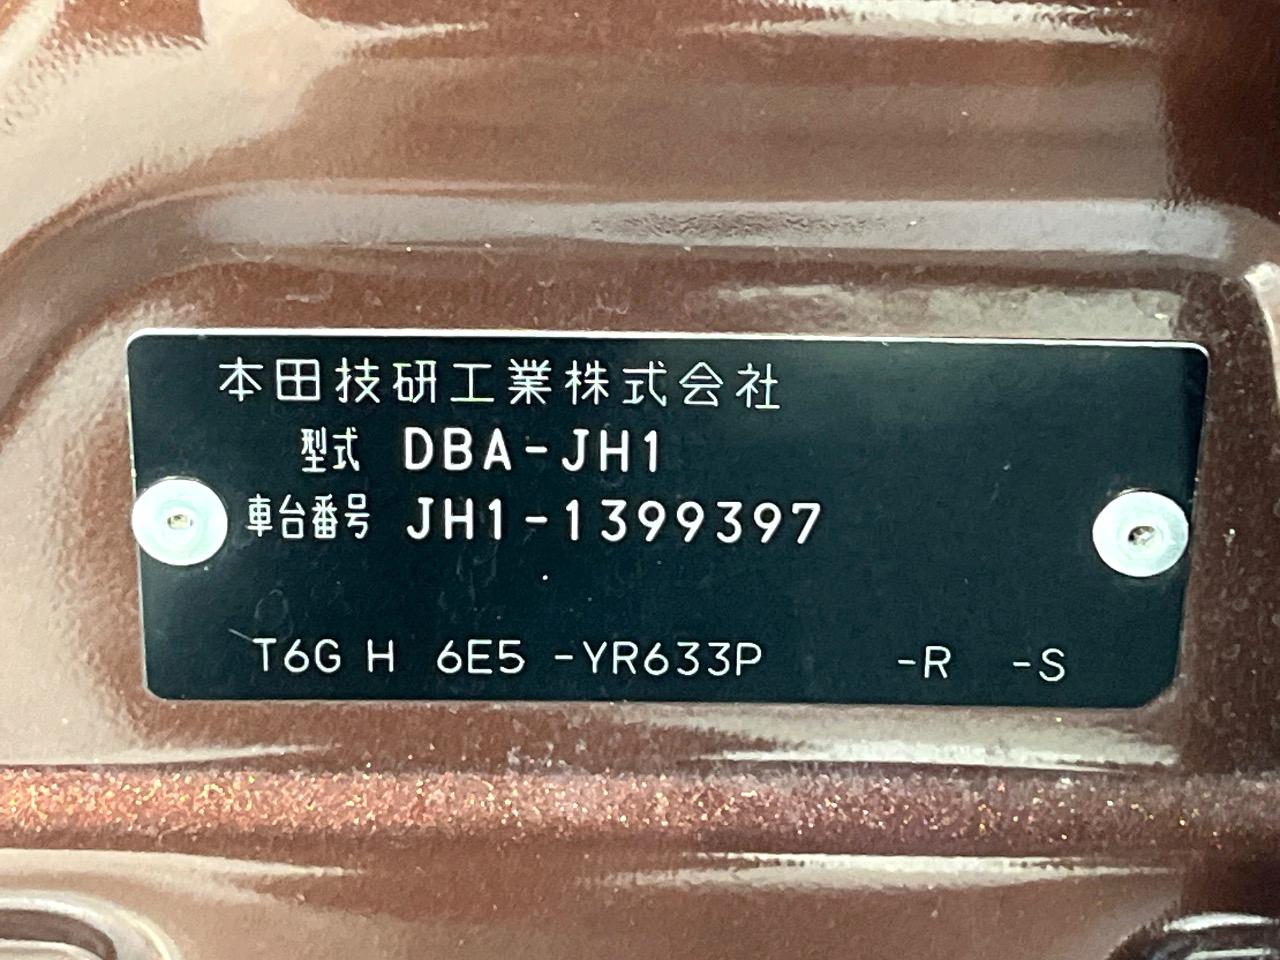 本田技研工業株式会社
型式 DBA-JH1
車台番号 JH1-1399397
T6G H 6E5 -YR633P -R -S